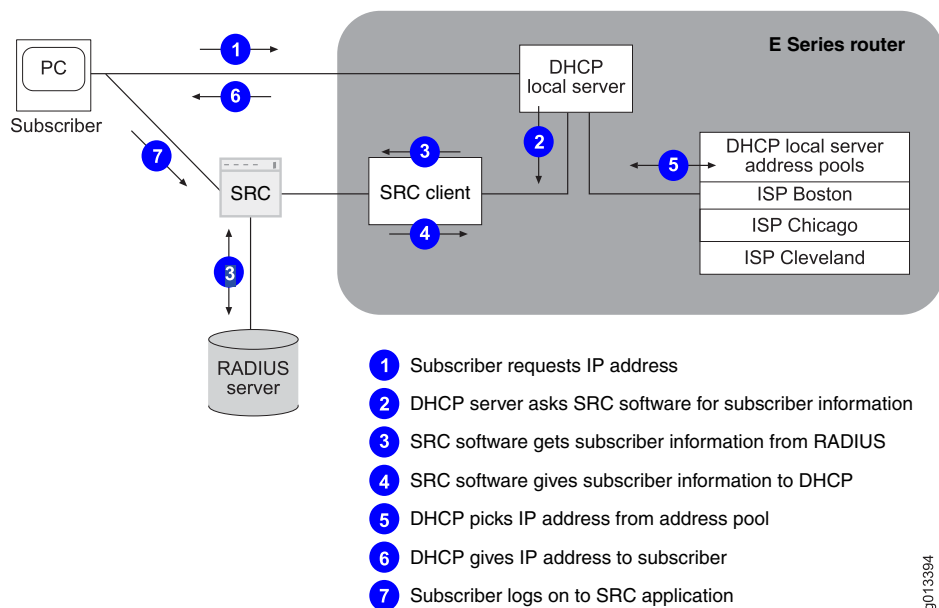 E Series router
1
PC
DHCP
local server
6
Subscriber
2
7
3
DHCP local server
address pools
5
SRC
SRC client
ISP Boston
4
ISP Chicago
3
ISP Cleveland
RADIUS
server
1 Subscriber requests IP address
2 DHCP server asks SRC software for subscriber information
3 SRC software gets subscriber information from RADIUS
4 SRC software gives subscriber information to DHCP
5 DHCP picks IP address from address pool
6 DHCP gives IP address to subscriber
7 Subscriber logs on to SRC application
g013394